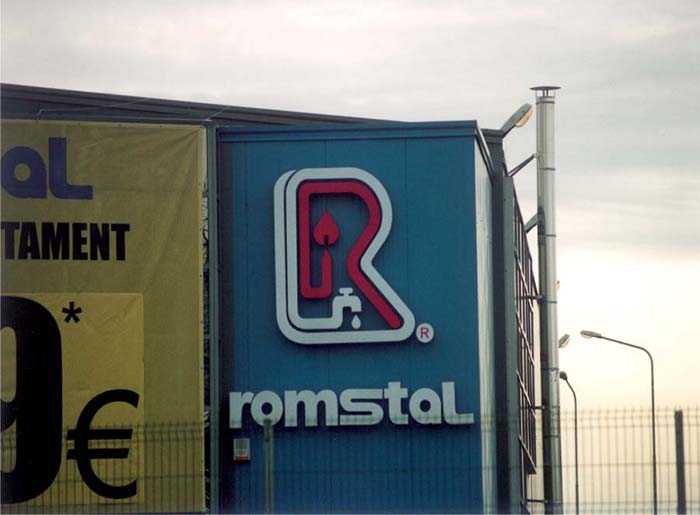 aL
TAMENT
9*
€
R
®
romstaL